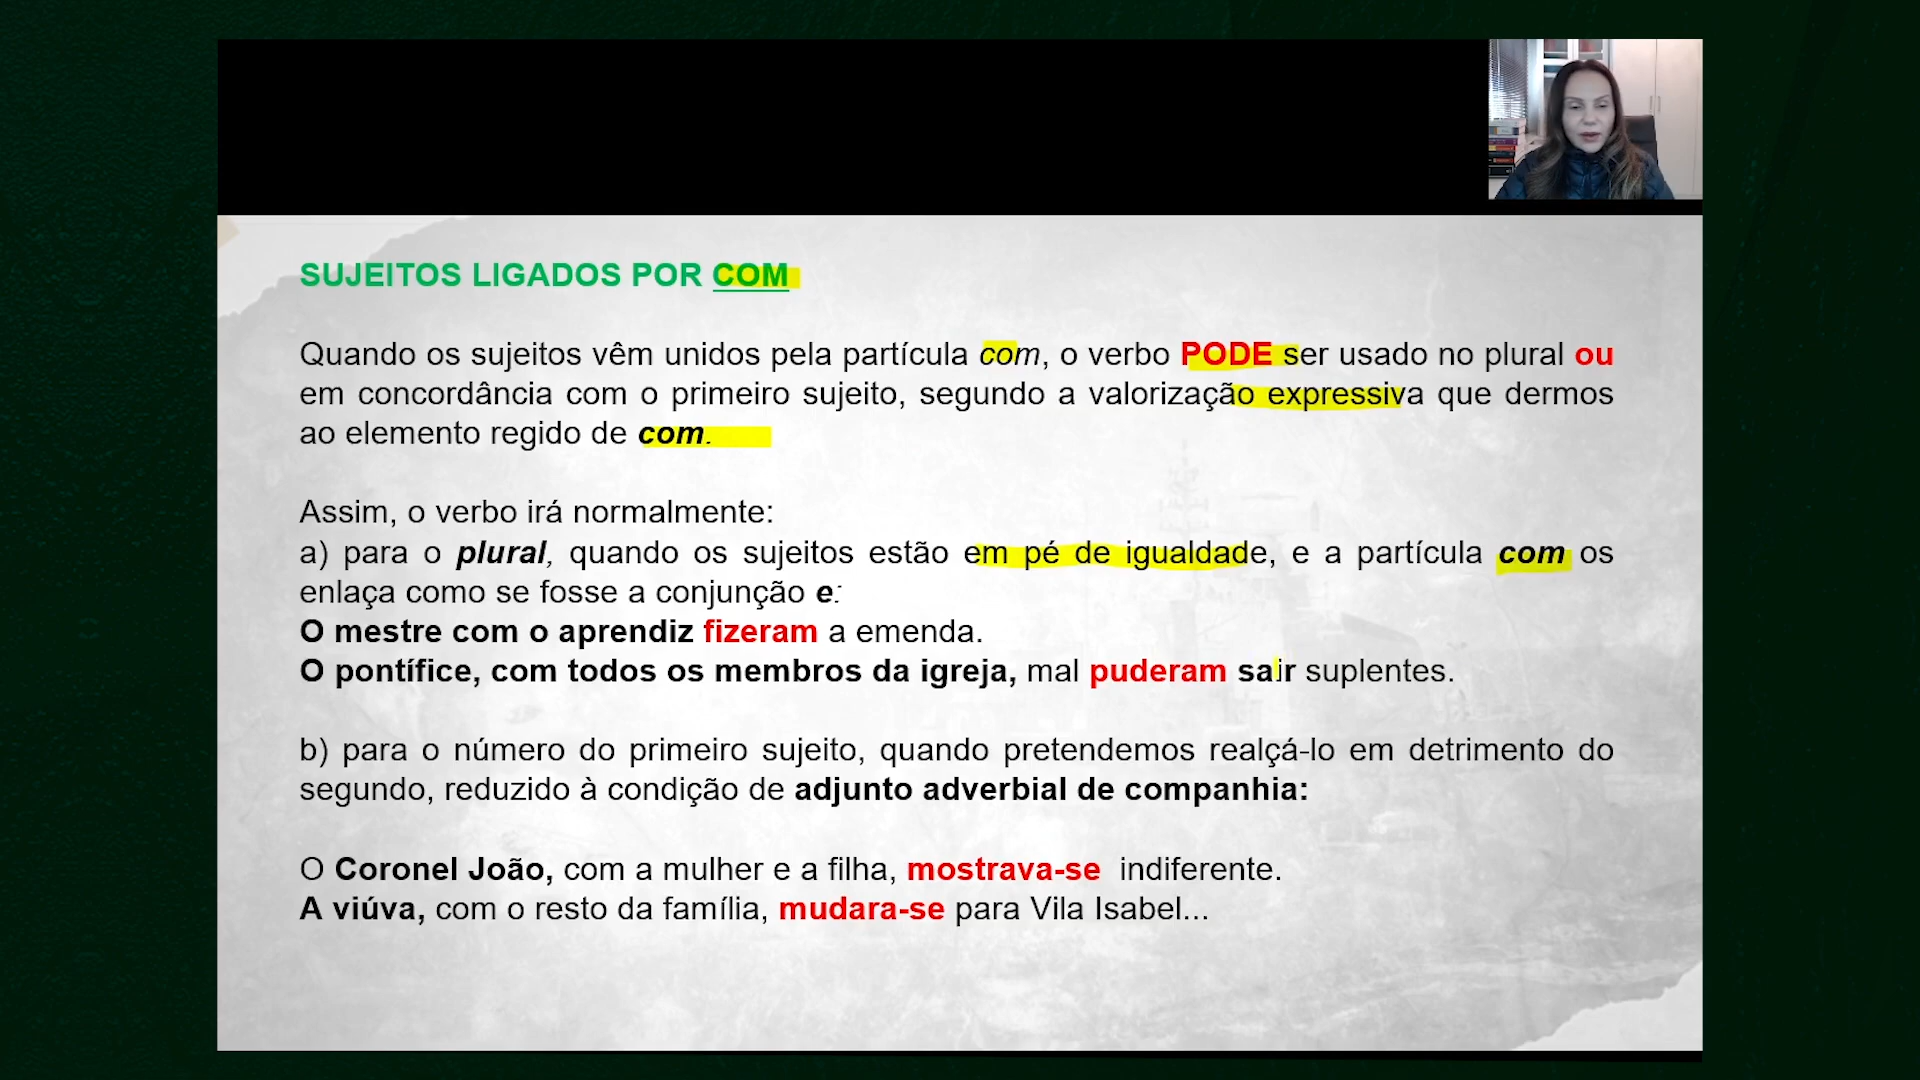 SUJEITOS LIGADOS POR COM
Quando os sujeitos vêm unidos pela partícula com, o verbo PODE ser usado no plural ou
em concordância com o primeiro sujeito, segundo a valorização expressiva que dermos
ao elemento regido de com.
Assim, o verbo irá normalmente:
a) para o plural, quando os sujeitos estão em pé de igualdade, e a partícula com os
enlaça como se fosse a conjunção e:
O mestre com o aprendiz fizeram a emenda.
O pontífice, com todos os membros da igreja, mal puderam sair suplentes.
b) para o número do primeiro sujeito, quando pretendemos realçá-lo em detrimento do
segundo, reduzido à condição de adjunto adverbial de companhia:
O Coronel João, com a mulher e a filha, mostrava-se indiferente.
A viúva, com o resto da família, mudara-se para Vila Isabel...